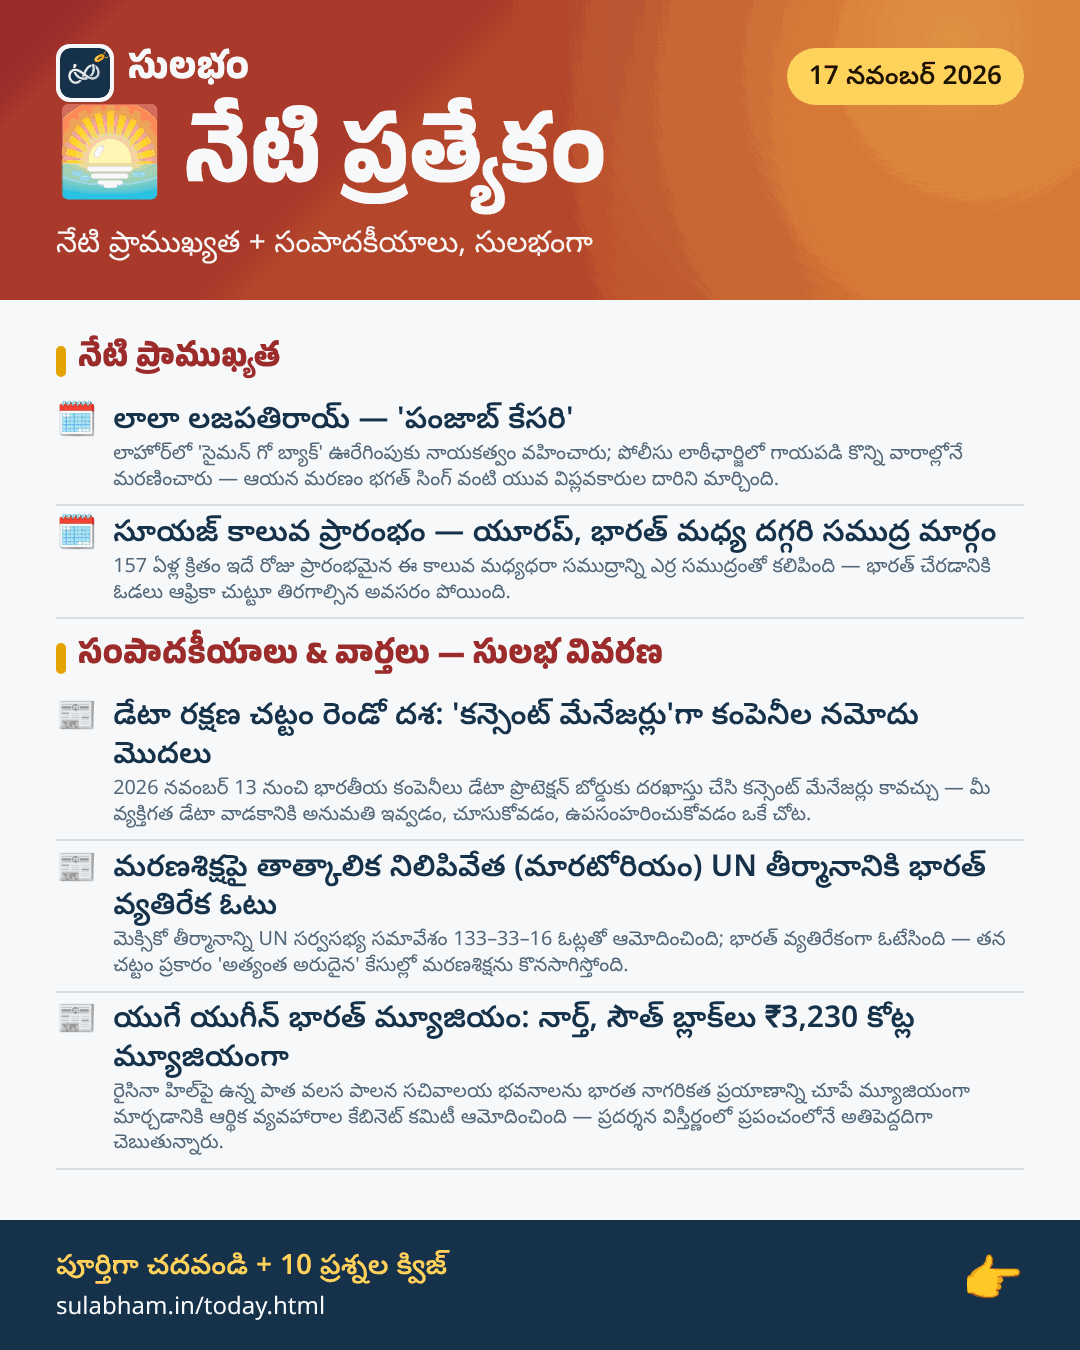 సులభం
17 నవంబర్ 2026
నేటి ప్రత్యేకం
నేటి ప్రాముఖ్యత + సంపాదకీయాలు, సులభంగా
నేటి ప్రాముఖ్యత
లాలా లజపతిరాయ్ — 'పంజాబ్ కేసరి'
లాహోర్‌లో 'సైమన్ గో బ్యాక్' ఊరేగింపుకు నాయకత్వం వహించారు; పోలీసు లాఠీఛార్జిలో గాయపడి కొన్ని వారాల్లోనే
మరణించారు — ఆయన మరణం భగత్ సింగ్ వంటి యువ విప్లవకారుల దారిని మార్చింది.
సూయజ్ కాలువ ప్రారంభం — యూరప్, భారత్ మధ్య దగ్గరి సముద్ర మార్గం
157 ఏళ్ల క్రితం ఇదే రోజు ప్రారంభమైన ఈ కాలువ మధ్యధరా సముద్రాన్ని ఎర్ర సముద్రంతో కలిపింది — భారత్ చేరడానికి
ఓడలు ఆఫ్రికా చుట్టూ తిరగాల్సిన అవసరం పోయింది.
సంపాదకీయాలు & వార్తలు — సులభ వివరణ
డేటా రక్షణ చట్టం రెండో దశ: 'కన్సెంట్ మేనేజర్లు'గా కంపెనీల నమోదు
మొదలు
2026 నవంబర్ 13 నుంచి భారతీయ కంపెనీలు డేటా ప్రొటెక్షన్ బోర్డుకు దరఖాస్తు చేసి కన్సెంట్ మేనేజర్లు కావచ్చు — మీ
వ్యక్తిగత డేటా వాడకానికి అనుమతి ఇవ్వడం, చూసుకోవడం, ఉపసంహరించుకోవడం ఒకే చోట.
మరణశిక్షపై తాత్కాలిక నిలిపివేత (మారటోరియం) UN తీర్మానానికి భారత్
వ్యతిరేక ఓటు
మెక్సికో తీర్మానాన్ని UN సర్వసభ్య సమావేశం 133–33–16 ఓట్లతో ఆమోదించింది; భారత్ వ్యతిరేకంగా ఓటేసింది — తన
చట్టం ప్రకారం 'అత్యంత అరుదైన' కేసుల్లో మరణశిక్షను కొనసాగిస్తోంది.
యుగే యుగీన్ భారత్ మ్యూజియం: నార్త్, సౌత్ బ్లాక్‌లు ₹3,230 కోట్ల
మ్యూజియంగా
రైసినా హిల్‌పై ఉన్న పాత వలస పాలన సచివాలయ భవనాలను భారత నాగరికత ప్రయాణాన్ని చూపే మ్యూజియంగా
మార్చడానికి ఆర్థిక వ్యవహారాల కేబినెట్ కమిటీ ఆమోదించింది — ప్రదర్శన విస్తీర్ణంలో ప్రపంచంలోనే అతిపెద్దదిగా
చెబుతున్నారు.
పూర్తిగా చదవండి + 10 ప్రశ్నల క్విజ్
sulabham.in/today.html